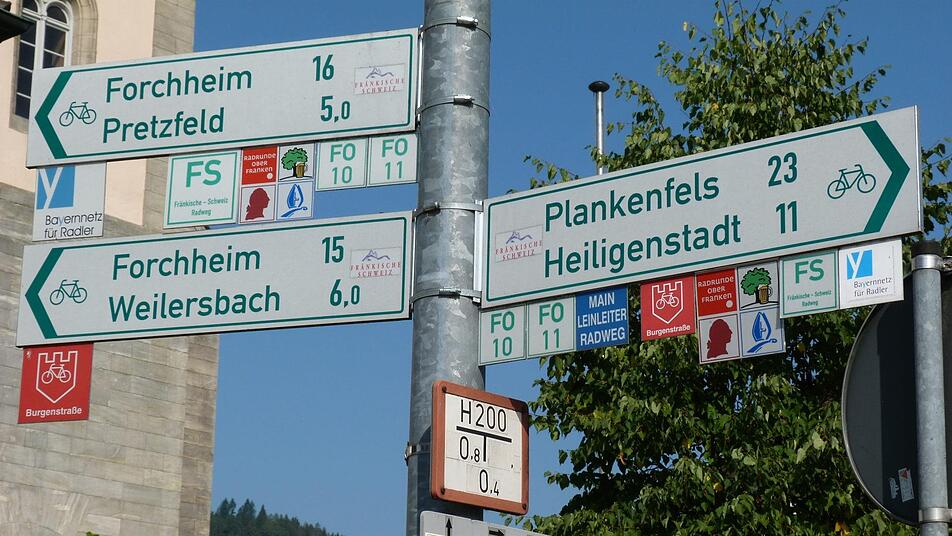 Forchheim 16
Pretzfeld 5,0
FRÄNKISCHE
SCHWEIZ
Bayernnetz
für Radler
FS
Fränkische - Schweiz
Radweg
RADRUNDE
OBER
FRANKEN
FO
10
FO
11
Forchheim 15
Weilersbach 6,0
FRÄNKISCHE
SCHWEIZ
Burgenstraße
Plankenfels 23
Heiligenstadt 11
FRÄNKISCHE
SCHWEIZ
FO
10
FO
11
MAIN
LEINLEITER
RADWEG
Burgenstraße
RADRUNDE
OBER
FRANKEN
FS
Fränkische - Schweiz
Radweg
Bayernnetz
für Radler
H200
0,8
0,4